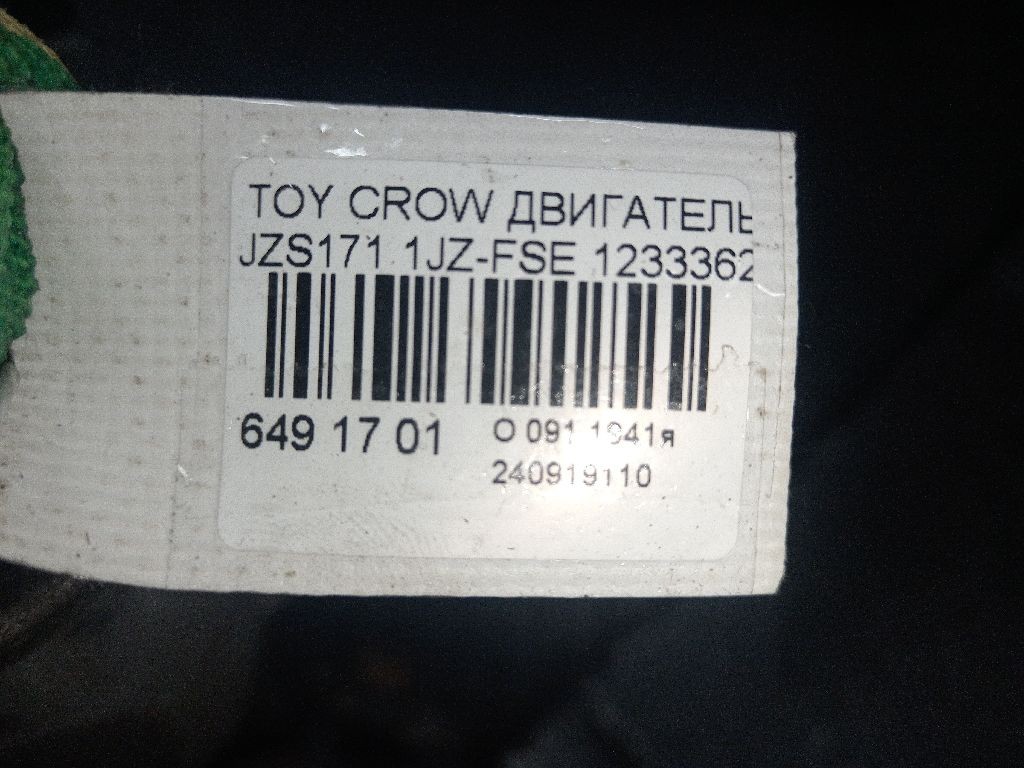 TOY CROW ДВИГАТЕЛЬ
JZS171 1JZ-FSE 1233362
649 17 01
О 091 1941я
240919110